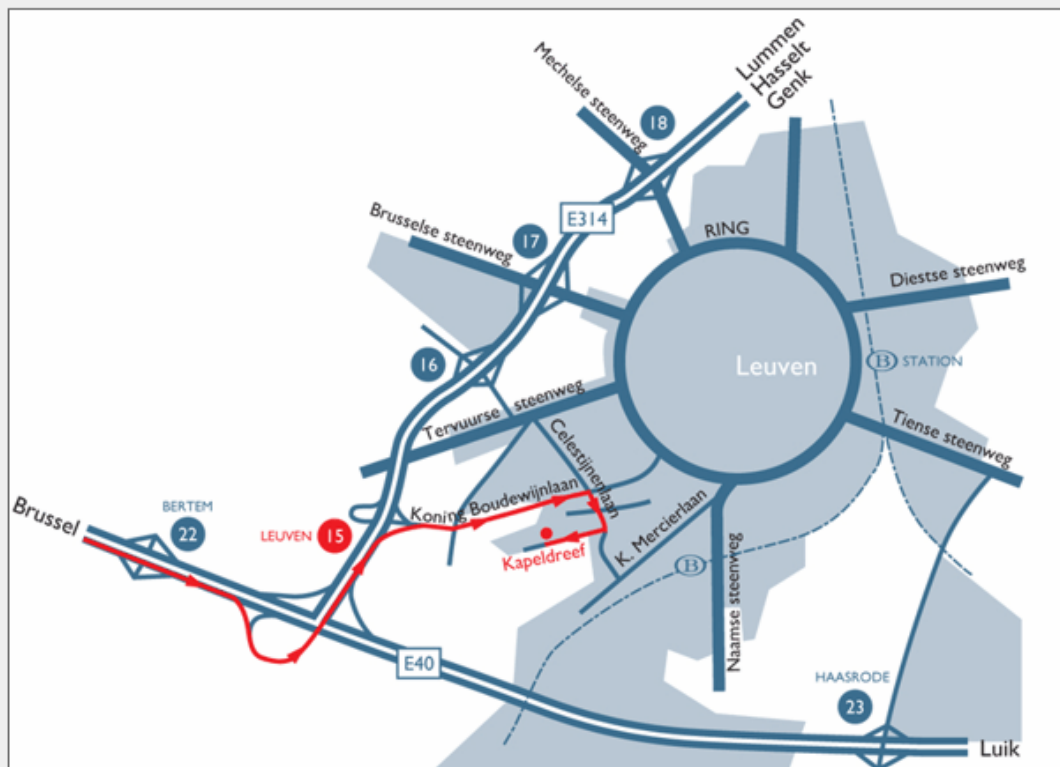 Lummen
Hasselt
Genk
Mechelse steenweg
18
E314
Brusselse steenweg
17
RING
Diestse steenweg
16
Leuven
B STATION
Tervuurse steenweg
Tiense steenweg
Celestijnenlaan
Koning Boudewijnlaan
Brussel
BERTEM
22
LEUVEN 15
Kapeldreef
K. Mercierlaan
B
Naamse steenweg
E40
HAASRODE
23
Luik